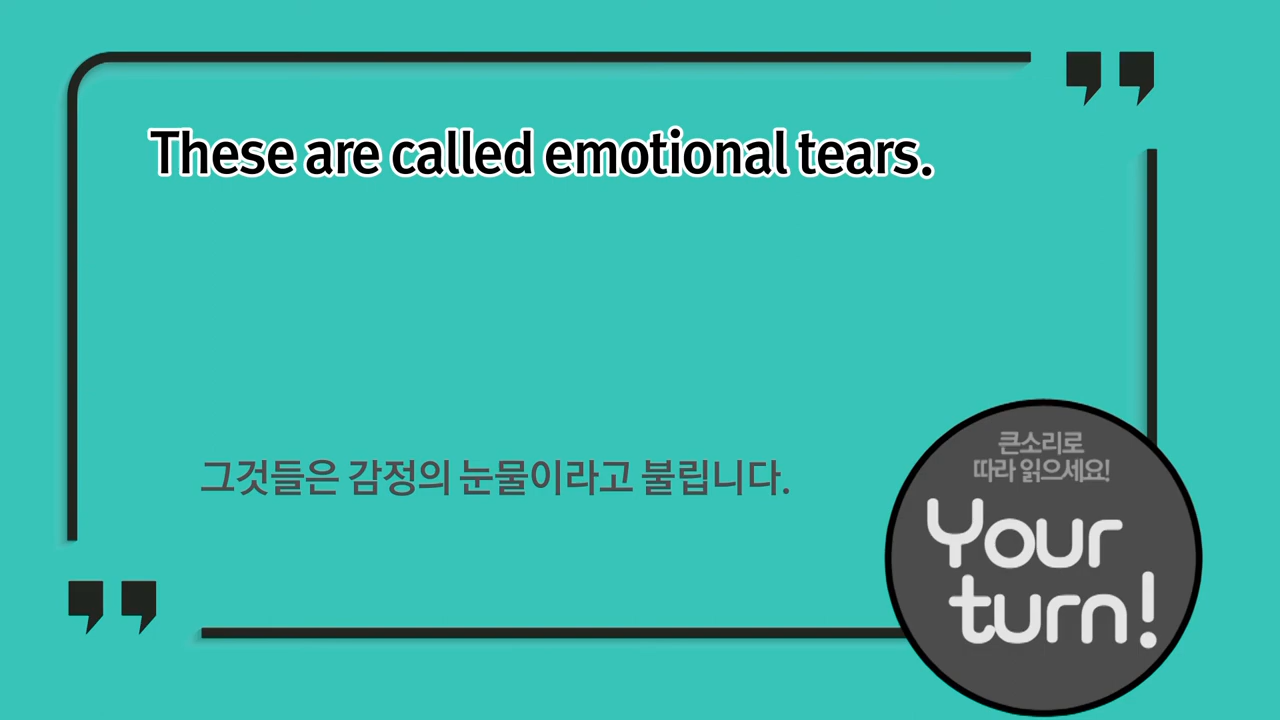 These are called emotional tears.
그것들은 감정의 눈물이라고 불립니다.
큰소리로
따라 읽으세요!
Your
turn!